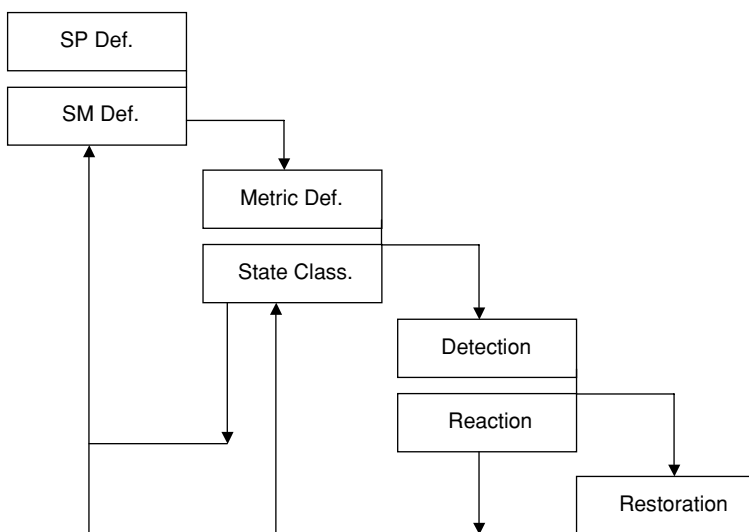 SP Def.
SM Def.
Metric Def.
State Class.
Detection
Reaction
Restoration